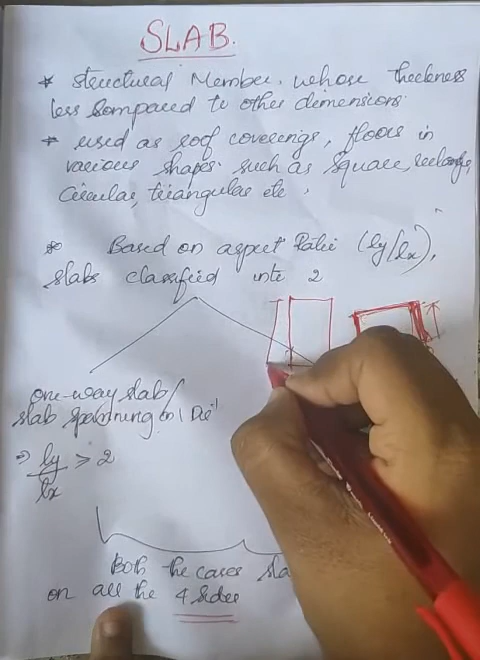 SLAB.
* Structural Member. whose thickness
less compared to other dimensions.
* used as roof coverings, floors in
various shapes. such as Square, rectangle,
Circular, triangular etc.
* Based on aspect Ratio (ly/lx),
slabs classified into 2
one-way slab/
slab spanning in 1 Dir'
⇒ ly/lx > 2
Both the cases sla
on all the 4 sides